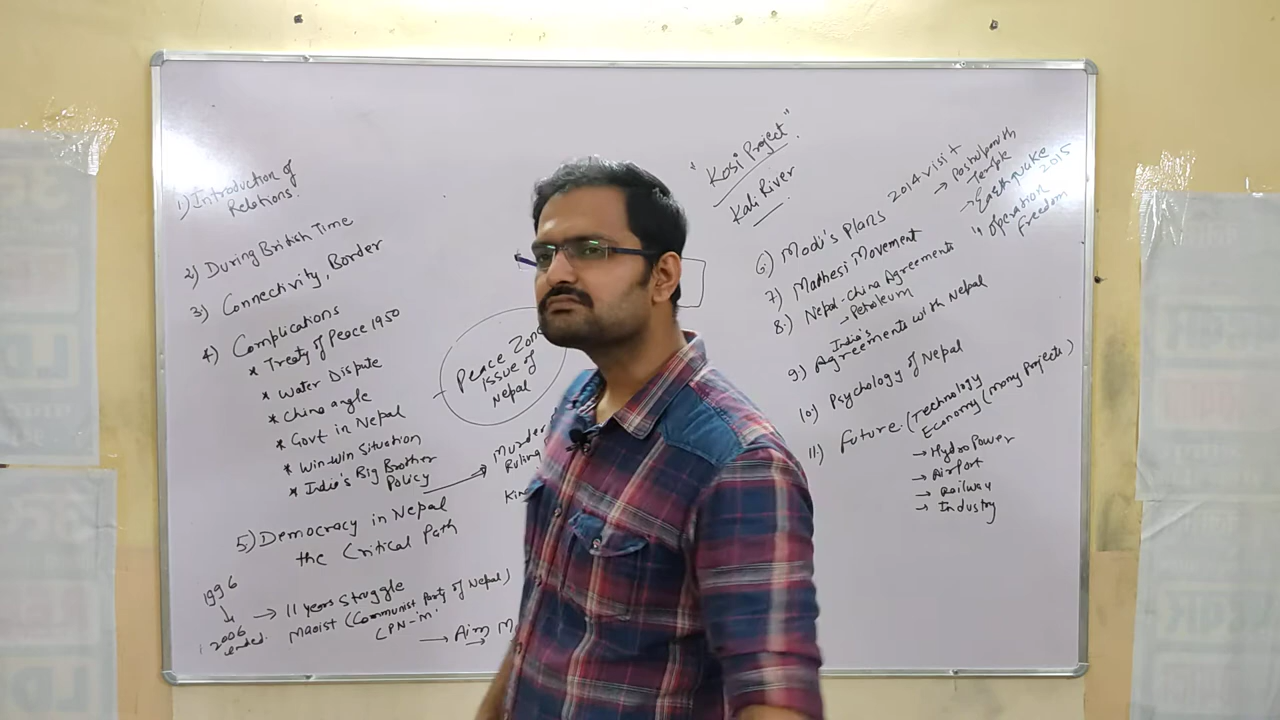 1) Introduction of
Relations.
2) During British Time
3) Connectivity, Border
4) Complications
* Treaty of Peace 1950
* Water Dispute
* China angle
* Govt in Nepal
* Win-Win Situation
* India's Big Brother
Policy
5) Democracy in Nepal
the Critical Path
1996
2006
ended.
→ 11 years Struggle
Maoist (Communist Party of Nepal)
CPN-M'
→ Aim
Peace Zone
issue of
Nepal
Murder
Ruling
"Kosi Project"
Kali River
6.) Modi's Plans 2014 visit
→ Pashupanith
Temple
→ Earthquake
2015
" Operation
Freedom
7) Madhesi Movement
8.) Nepal-China Agreements
→ Petroleum
India's
9) Agreements with Nepal
10.) Psychology of Nepal
11.) Future. (Technology
Economy (many Projects)
→ Hydro Power
→ Airport
→ Railway
→ Industry